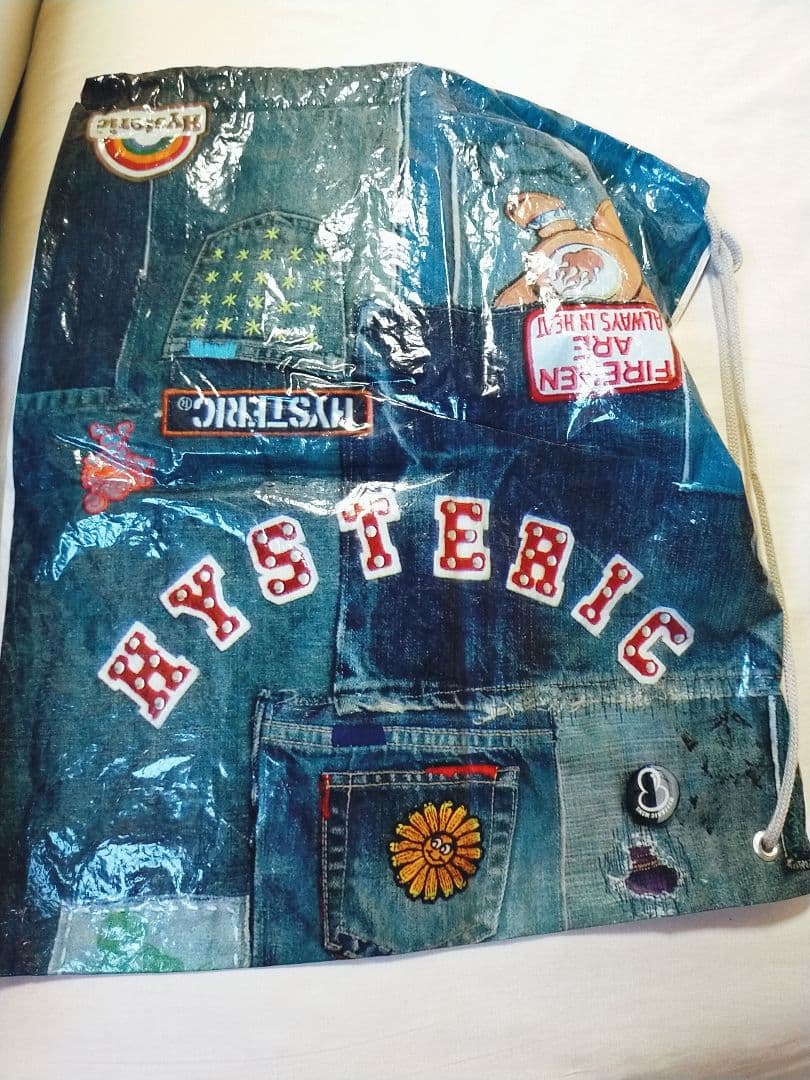 Hysteric
FIREMEN
ARE
ALWAYS IN HEAT
HYSTERIC®
HYSTERIC